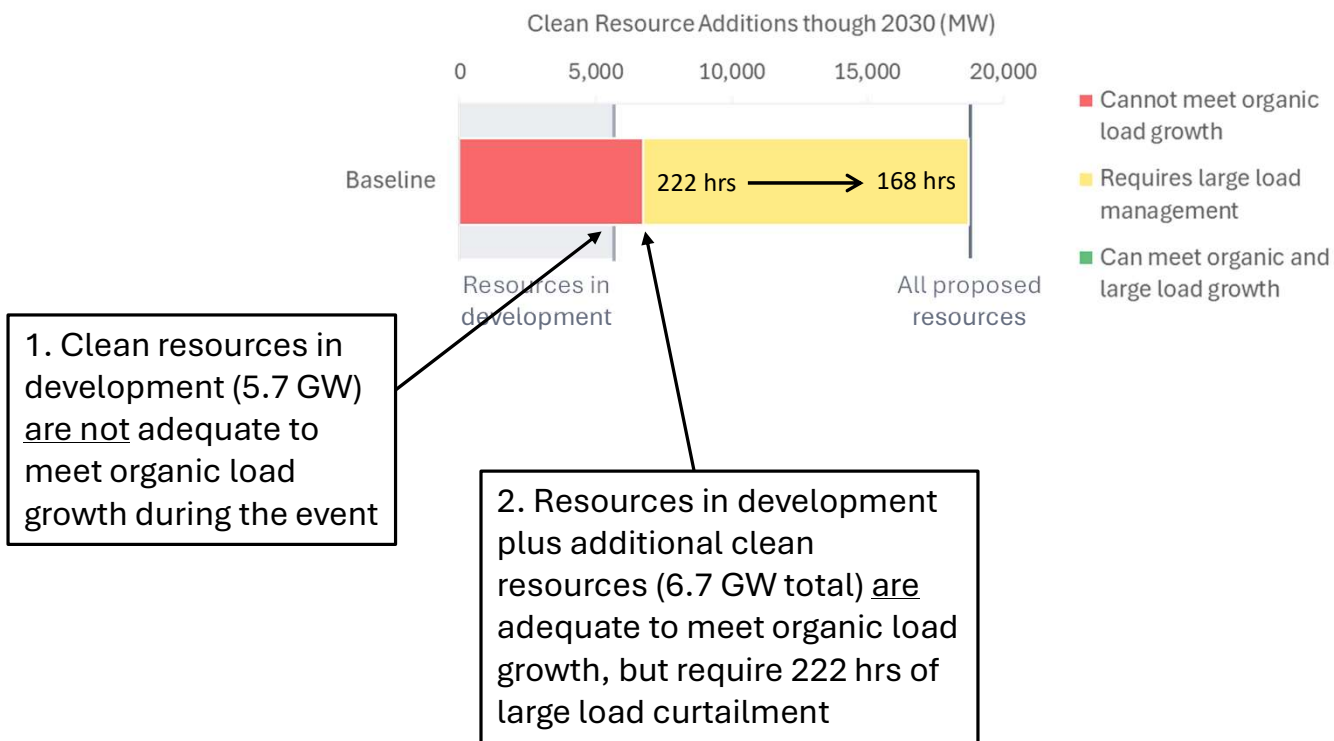 Clean Resource Additions though 2030 (MW)
0 5,000 10,000 15,000 20,000
Baseline
222 hrs 168 hrs
Cannot meet organic
load growth
Requires large load
management
Can meet organic and
large load growth
Resources in
development
All proposed
resources
1. Clean resources in
development (5.7 GW)
are not adequate to
meet organic load
growth during the event
2. Resources in development
plus additional clean
resources (6.7 GW total) are
adequate to meet organic load
growth, but require 222 hrs of
large load curtailment